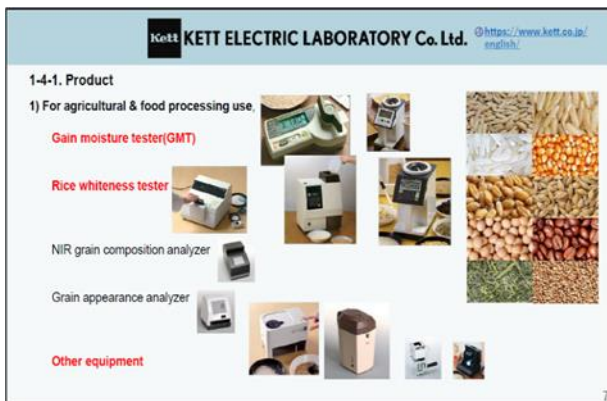 Kett KETT ELECTRIC LABORATORY Co. Ltd.
https://www.kett.co.jp/
english/
1-4-1. Product
1) For agricultural & food processing use,
Gain moisture tester(GMT)
Rice whiteness tester
NIR grain composition analyzer
Grain appearance analyzer
Other equipment
7